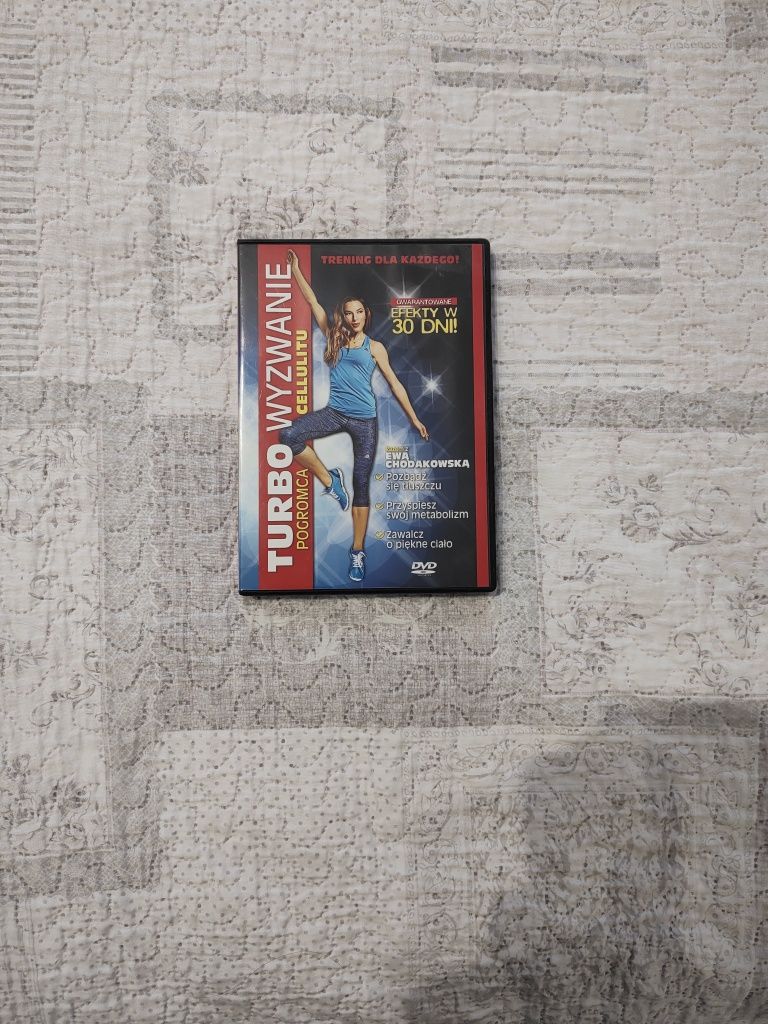 TRENING DLA KAŻDEGO!
TURBO WYZWANIE
POGROMCA CELLULITU
GWARANTOWANE
EFEKTY W
30 DNI!
EWĄ
CHODAKOWSKĄ
Pozbądź
się tłuszczu
Przyśpiesz
swój metabolizm
Zawalcz
o piękne ciało
DVD